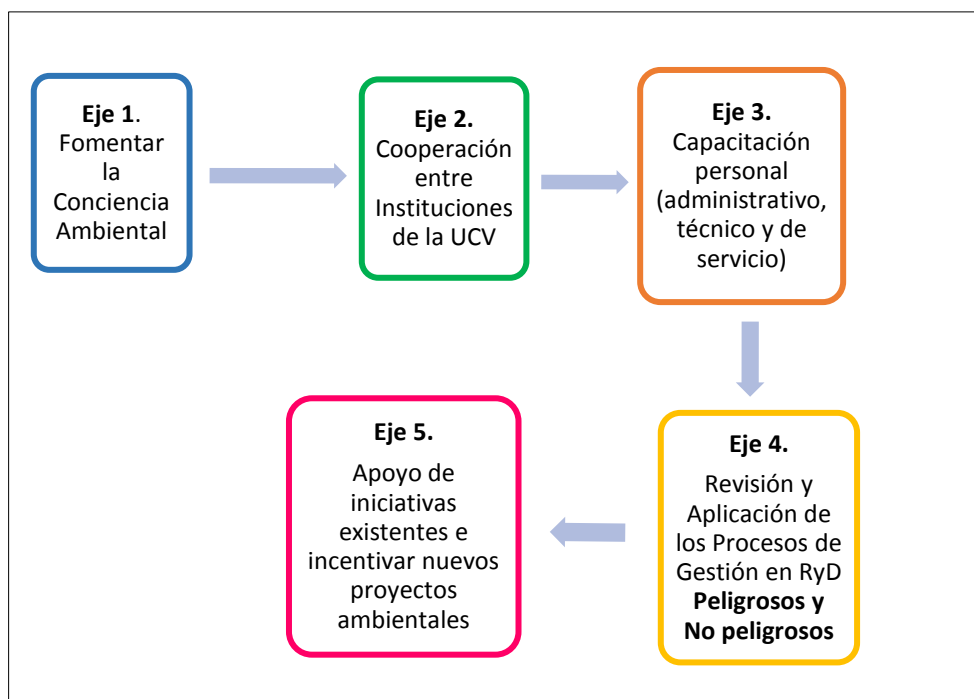 Eje 1.
Fomentar
la
Conciencia
Ambiental
Eje 2.
Cooperación
entre
Instituciones
de la UCV
Eje 3.
Capacitación
personal
(administrativo,
técnico y de
servicio)
Eje 4.
Revisión y
Aplicación de
los Procesos de
Gestión en RyD
Peligrosos y
No peligrosos
Eje 5.
Apoyo de
iniciativas
existentes e
incentivar nuevos
proyectos
ambientales